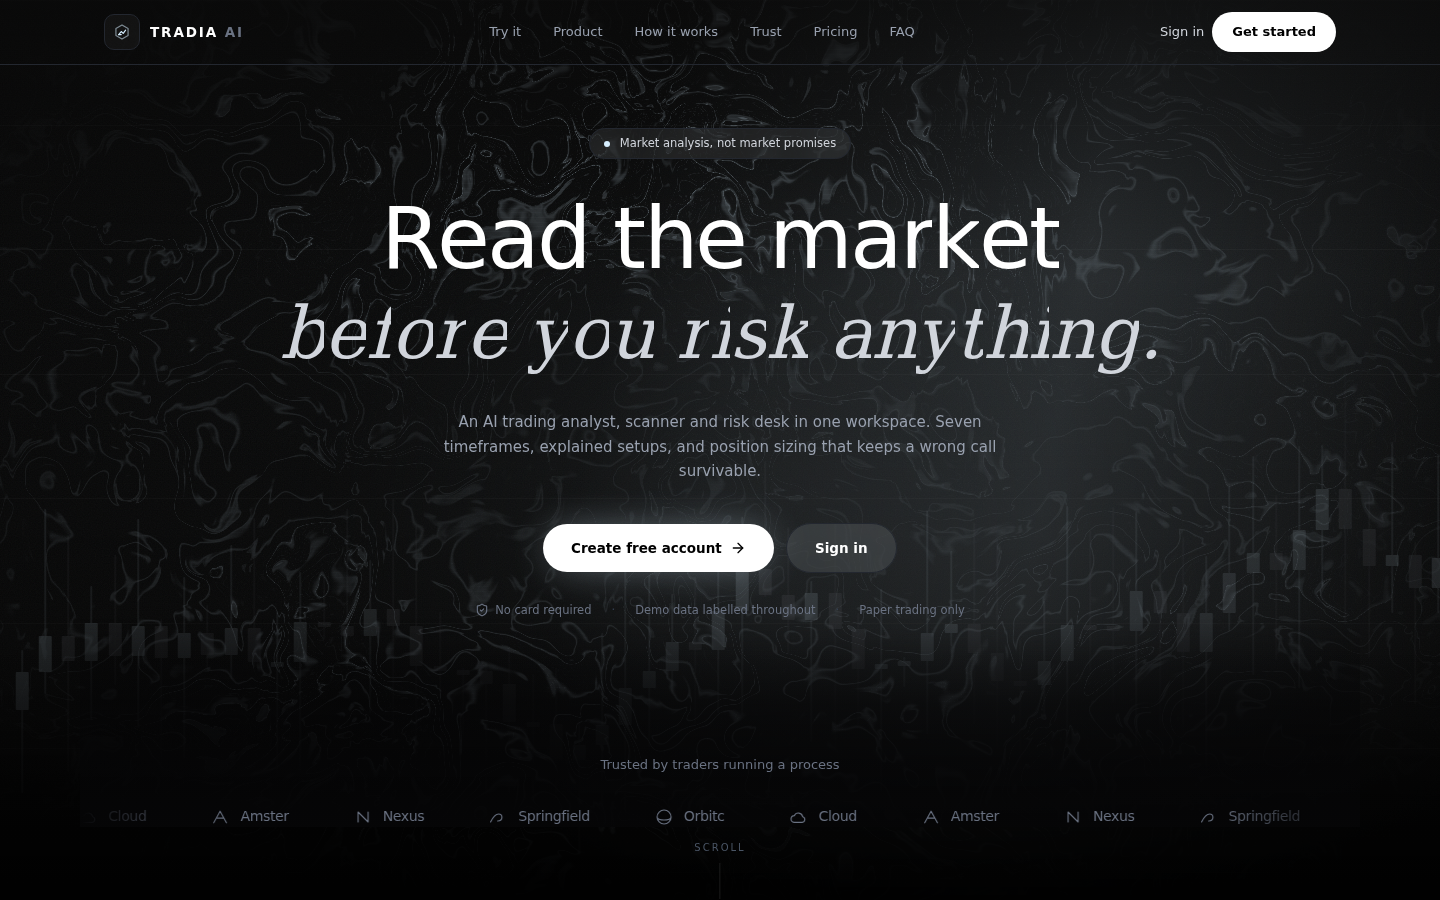 TRADIA AI
Try it
Product
How it works
Trust
Pricing
FAQ
Sign in
Get started
Market analysis, not market promises
Read the market
before you risk anything.
An AI trading analyst, scanner and risk desk in one workspace. Seven
timeframes, explained setups, and position sizing that keeps a wrong call
survivable.
Create free account
Sign in
No card required
Demo data labelled throughout
Paper trading only
Trusted by traders running a process
Cloud
Amster
Nexus
Springfield
Orbitc
Cloud
Amster
Nexus
Springfield
SCROLL